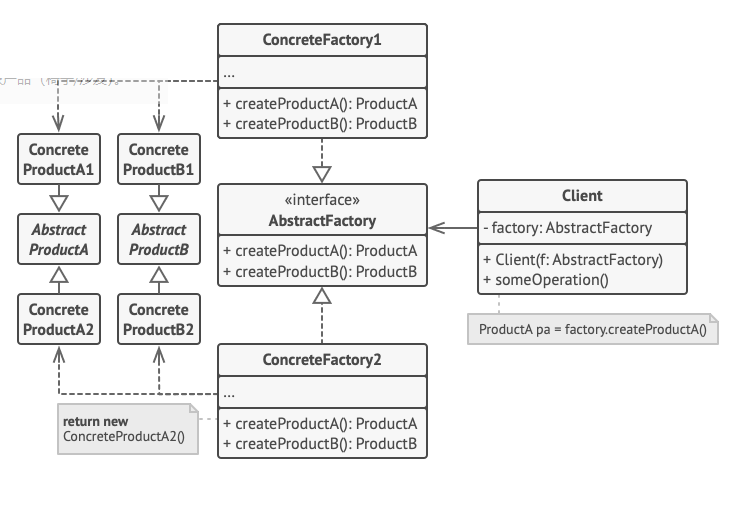 ConcreteFactory1
...
+ createProductA(): ProductA
+ createProductB(): ProductB
Concrete
ProductA1
Concrete
ProductB1
Abstract
ProductA
Abstract
ProductB
Concrete
ProductA2
Concrete
ProductB2
«interface»
AbstractFactory
+ createProductA(): ProductA
+ createProductB(): ProductB
Client
- factory: AbstractFactory
+ Client(f: AbstractFactory)
+ someOperation()
ProductA pa = factory.createProductA()
ConcreteFactory2
...
+ createProductA(): ProductA
+ createProductB(): ProductB
return new
ConcreteProductA2()